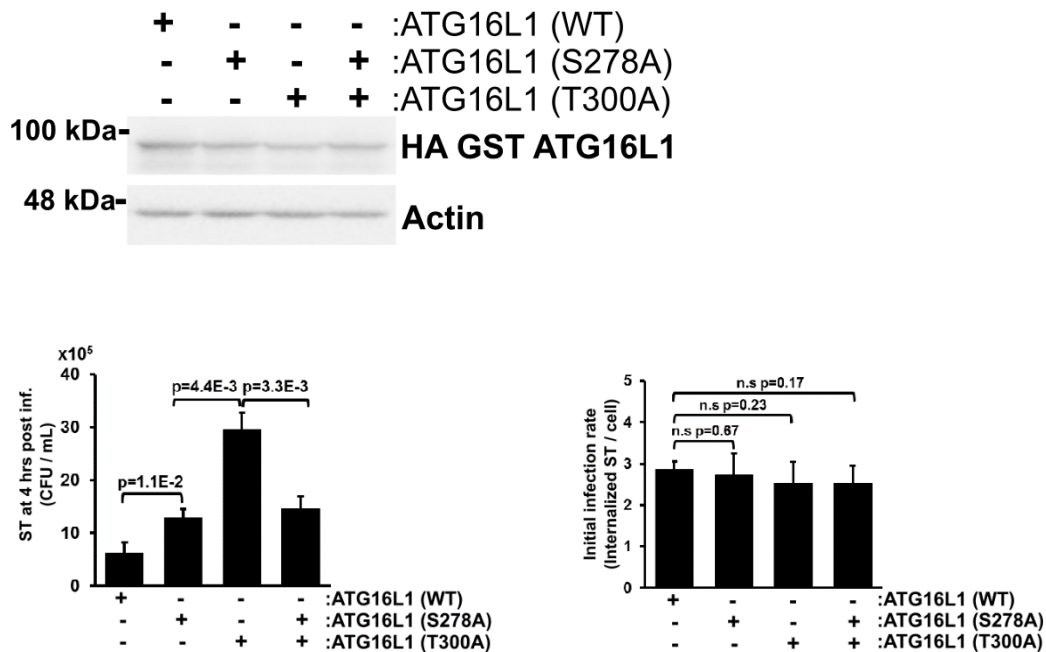 + - - - :ATG16L1 (WT)
- + - + :ATG16L1 (S278A)
- - + + :ATG16L1 (T300A)
100 kDa-
HA GST ATG16L1
48 kDa-
Actin
x10⁵
ST at 4 hrs post inf.
(CFU / mL)
40
30
20
10
0
p=4.4E-3
p=3.3E-3
p=1.1E-2
+ - - - :ATG16L1 (WT)
- + - + :ATG16L1 (S278A)
- - + + :ATG16L1 (T300A)
Initial infection rate
(Internalized ST / cell)
5
4
3
2
1
0
n.s p=0.17
n.s p=0.23
n.s p=0.67
+ - - - :ATG16L1 (WT)
- + - + :ATG16L1 (S278A)
- - + + :ATG16L1 (T300A)